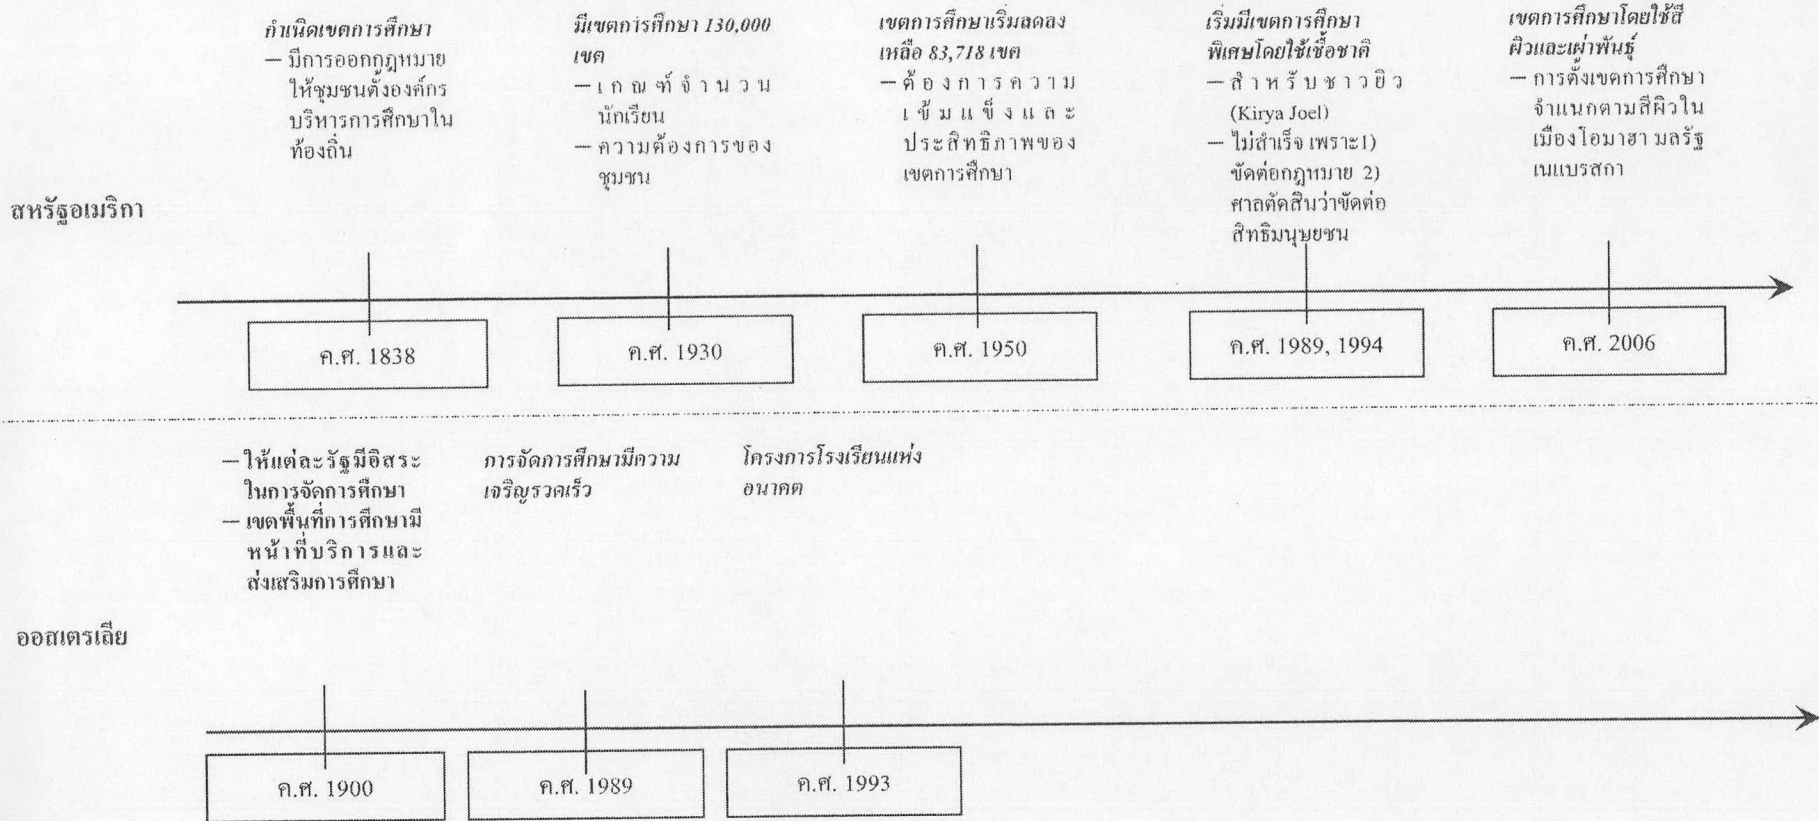 กำเนิดเขตการศึกษา
— มีการออกกฎหมาย
ให้ชุมชนตั้งองค์กร
บริหารการศึกษาใน
ท้องถิ่น
มีเขตการศึกษา 130,000
เขต
— เกณฑ์จำนวน
นักเรียน
— ความต้องการของ
ชุมชน
เขตการศึกษาเริ่มลดลง
เหลือ 83,718 เขต
— ต้องการความ
เข้มแข็งและ
ประสิทธิภาพของ
เขตการศึกษา
เริ่มมีเขตการศึกษา
พิเศษโดยใช้เชื้อชาติ
— สำหรับชาวยิว
(Kirya Joel)
— ไม่สำเร็จ เพราะ1)
ขัดต่อกฎหมาย 2)
ศาลตัดสินว่าขัดต่อ
สิทธิมนุษยชน
เขตการศึกษาโดยใช้สี
ผิวและเผ่าพันธุ์
— การตั้งเขตการศึกษา
จำแนกตามสีผิวใน
เมืองโอมาฮา มลรัฐ
เนแบรสกา
สหรัฐอเมริกา
ค.ศ. 1838
ค.ศ. 1930
ค.ศ. 1950
ค.ศ. 1989, 1994
ค.ศ. 2006
— ให้แต่ละรัฐมีอิสระ
ในการจัดการศึกษา
— เขตพื้นที่การศึกษามี
หน้าที่บริการและ
ส่งเสริมการศึกษา
การจัดการศึกษามีความ
เจริญรวดเร็ว
โครงการโรงเรียนแห่ง
อนาคต
ออสเตรเลีย
ค.ศ. 1900
ค.ศ. 1989
ค.ศ. 1993